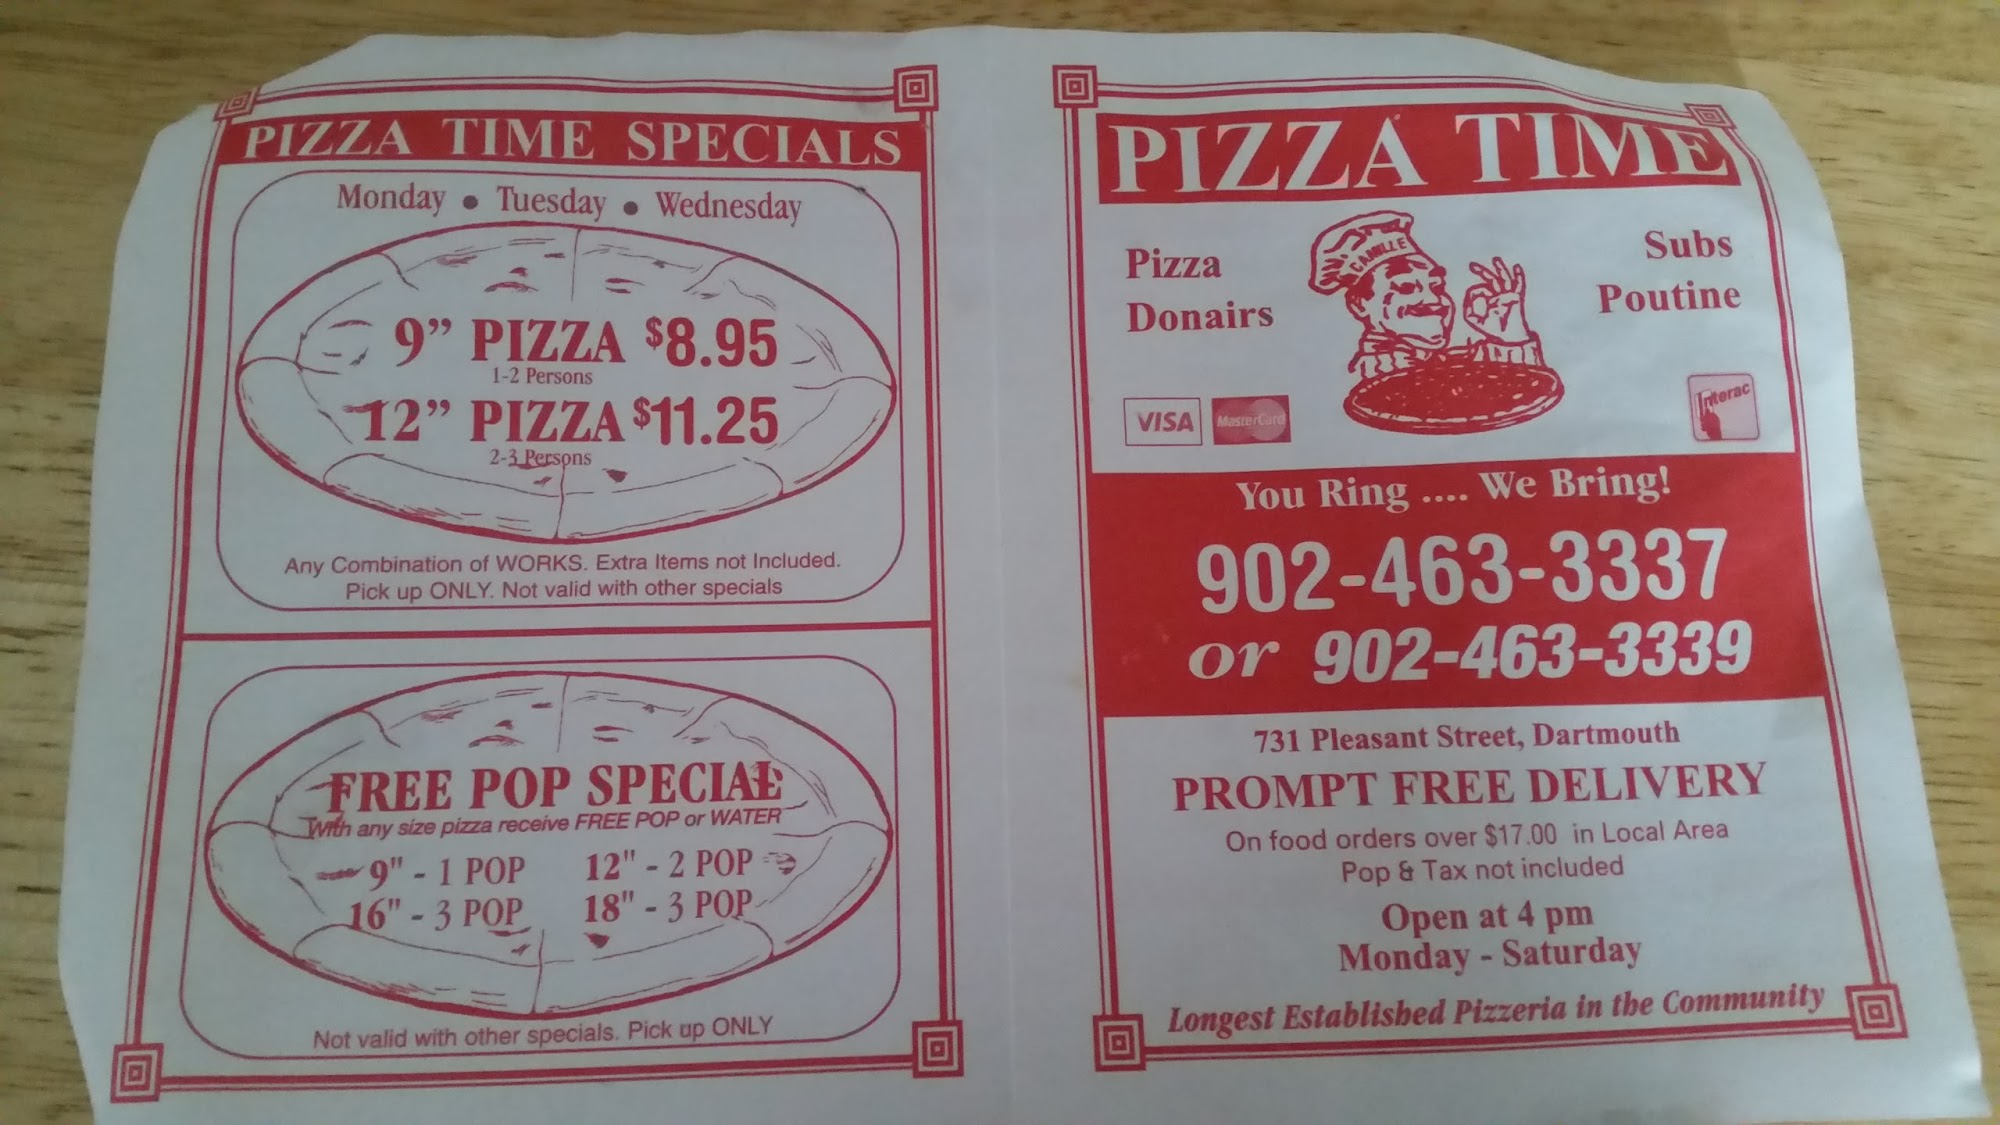 PIZZA TIME SPECIALS
Monday • Tuesday • Wednesday
9” PIZZA $8.95
1-2 Persons
12” PIZZA $11.25
2-3 Persons
Any Combination of WORKS. Extra Items not Included.
Pick up ONLY. Not valid with other specials
FREE POP SPECIAL
With any size pizza receive FREE POP or WATER
9" - 1 POP 12" - 2 POP
16" - 3 POP 18" - 3 POP
Not valid with other specials. Pick up ONLY
PIZZA TIME
CAMILLE
Pizza
Donairs
Subs
Poutine
VISA MasterCard
Interac
You Ring .... We Bring!
902-463-3337
or 902-463-3339
731 Pleasant Street, Dartmouth
PROMPT FREE DELIVERY
On food orders over $17.00 in Local Area
Pop & Tax not included
Open at 4 pm
Monday - Saturday
Longest Established Pizzeria in the Community